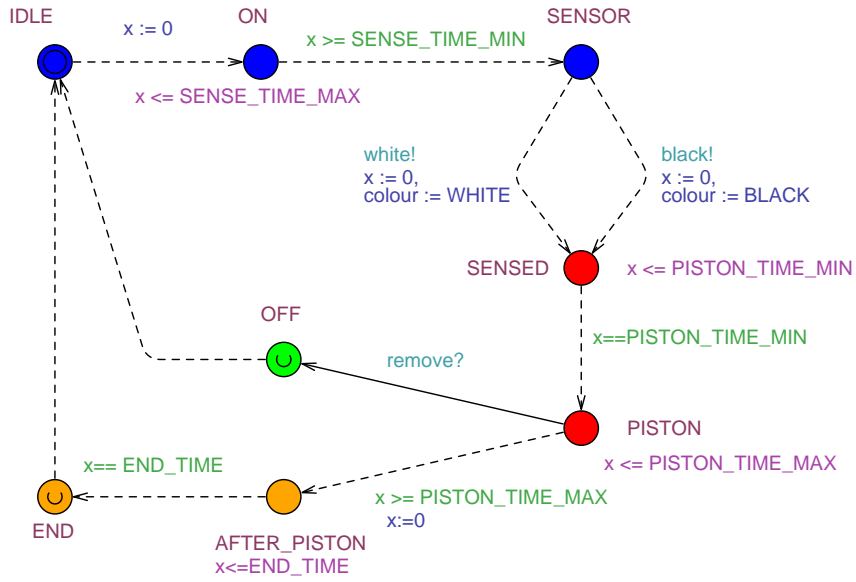 IDLE
ON
SENSOR
x := 0
x >= SENSE_TIME_MIN
x <= SENSE_TIME_MAX
white!
x := 0,
colour := WHITE
black!
x := 0,
colour := BLACK
SENSED
x <= PISTON_TIME_MIN
OFF
x==PISTON_TIME_MIN
remove?
PISTON
x <= PISTON_TIME_MAX
x== END_TIME
x >= PISTON_TIME_MAX
x:=0
END
AFTER_PISTON
x<=END_TIME